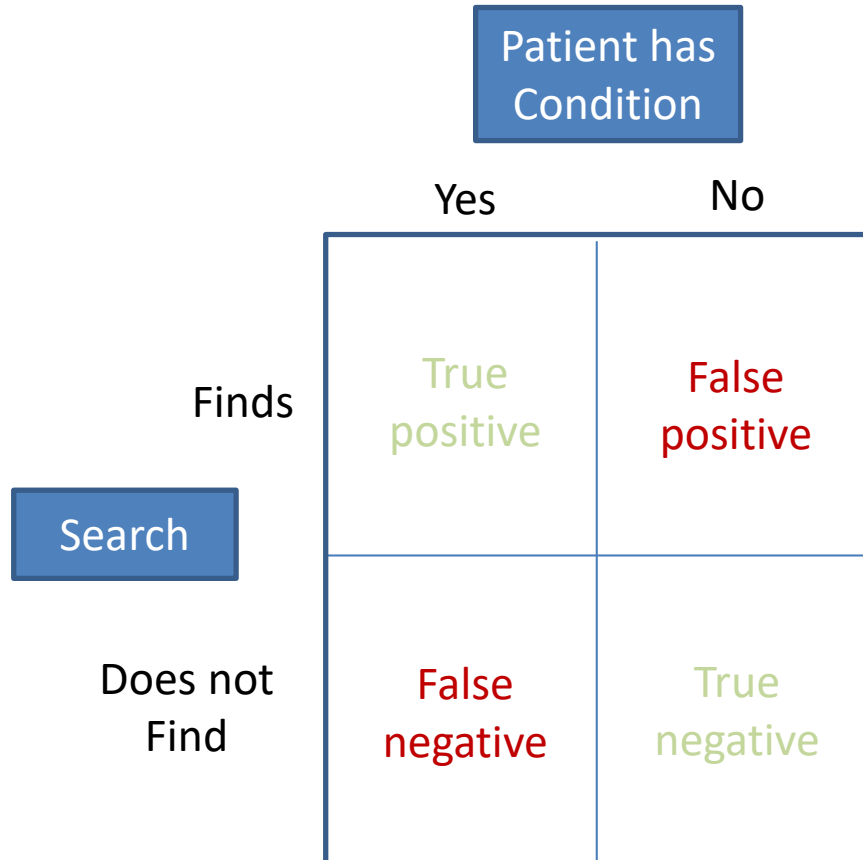 Patient has
Condition
Yes
No
Finds
True
positive
False
positive
Search
Does not
Find
False
negative
True
negative